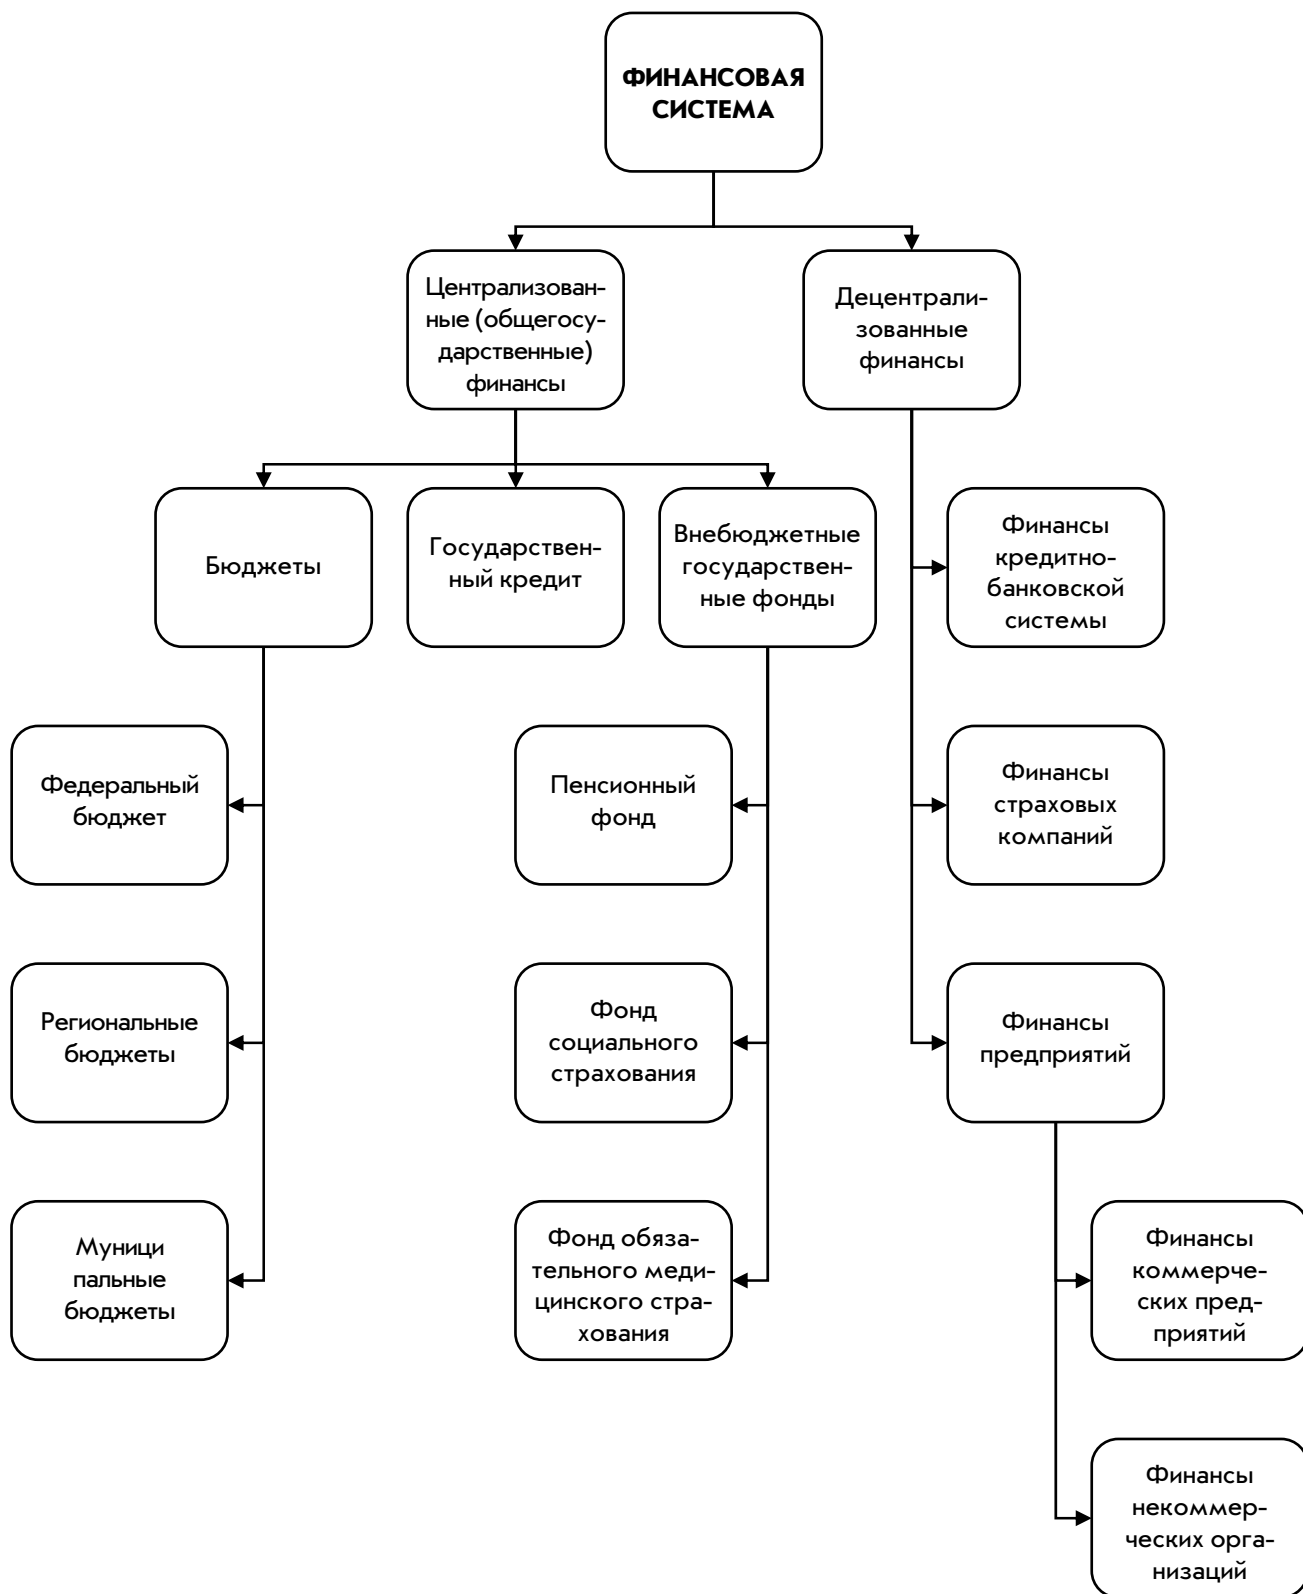 ФИНАНСОВАЯ
СИСТЕМА
Централизован-
ные (общегосу-
дарственные)
финансы
Децентрали-
зованные
финансы
Бюджеты
Государствен-
ный кредит
Внебюджетные
государствен-
ные фонды
Финансы
кредитно-
банковской
системы
Федеральный
бюджет
Пенсионный
фонд
Финансы
страховых
компаний
Региональные
бюджеты
Фонд
социального
страхования
Финансы
предприятий
Муници
пальные
бюджеты
Фонд обяза-
тельного меди-
цинского стра-
хования
Финансы
коммерче-
ских пред-
приятий
Финансы
некоммер-
ческих орга-
низаций